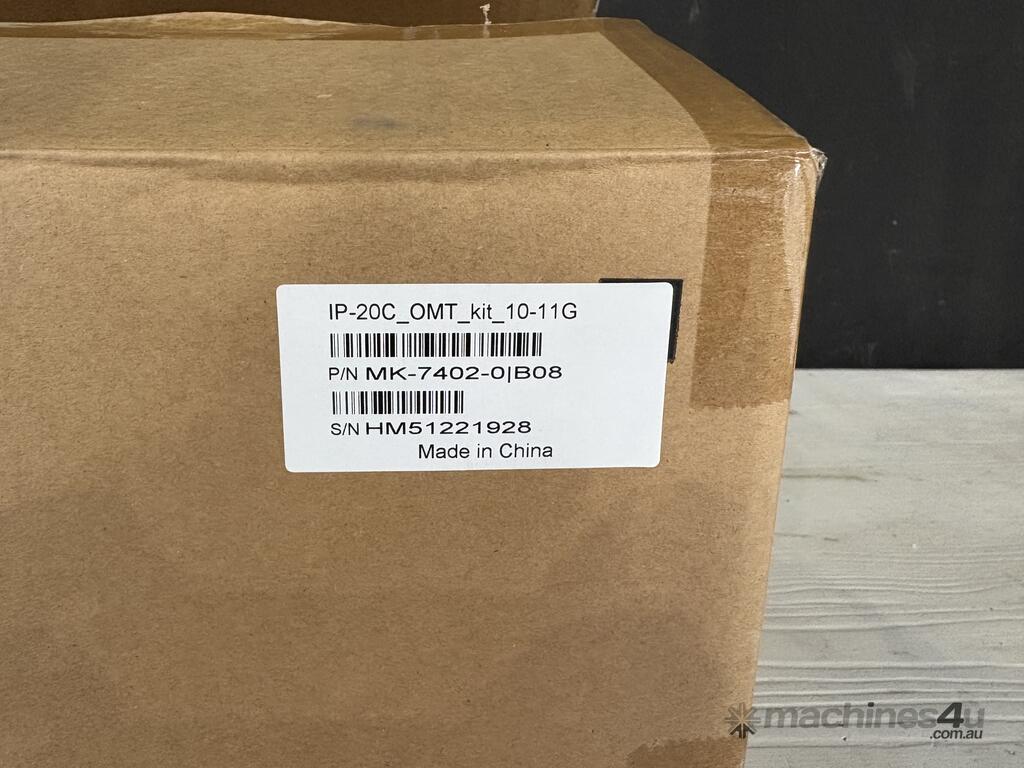 IP-20C_OMT_kit_10-11G
P/N MK-7402-0|B08
S/N HM51221928
Made in China
machines4u
.com.au